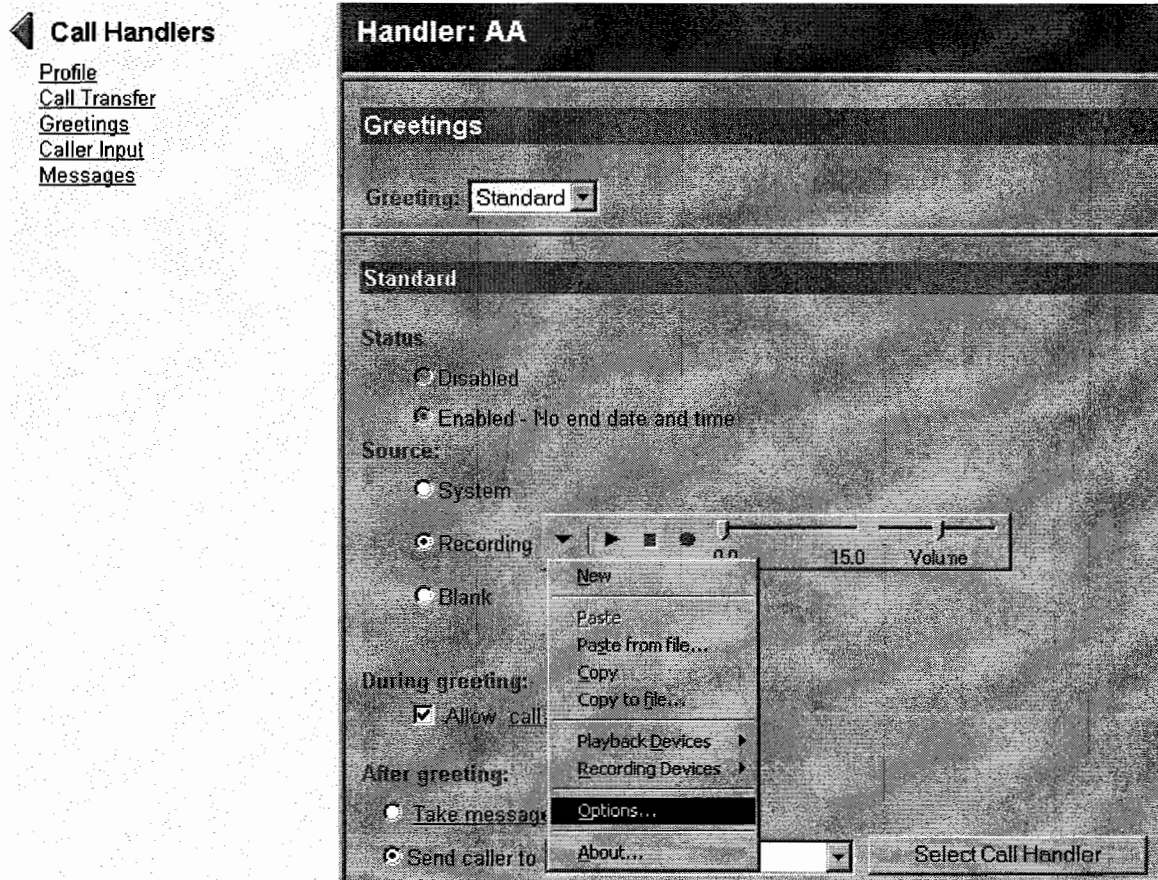 Call Handlers
Profile
Call Transfer
Greetings
Caller Input
Messages
Handler: AA
Greetings
Greeting: Standard
Standard
Status
Disabled
Enabled - No end date and time
Source:
System
Recording
0.0 15.0 Volume
Blank
New
Paste
Paste from file...
Copy
Copy to file...
Playback Devices
Recording Devices
Options...
About...
During greeting:
Allow call
After greeting:
Take message
Send caller to
Select Call Handler